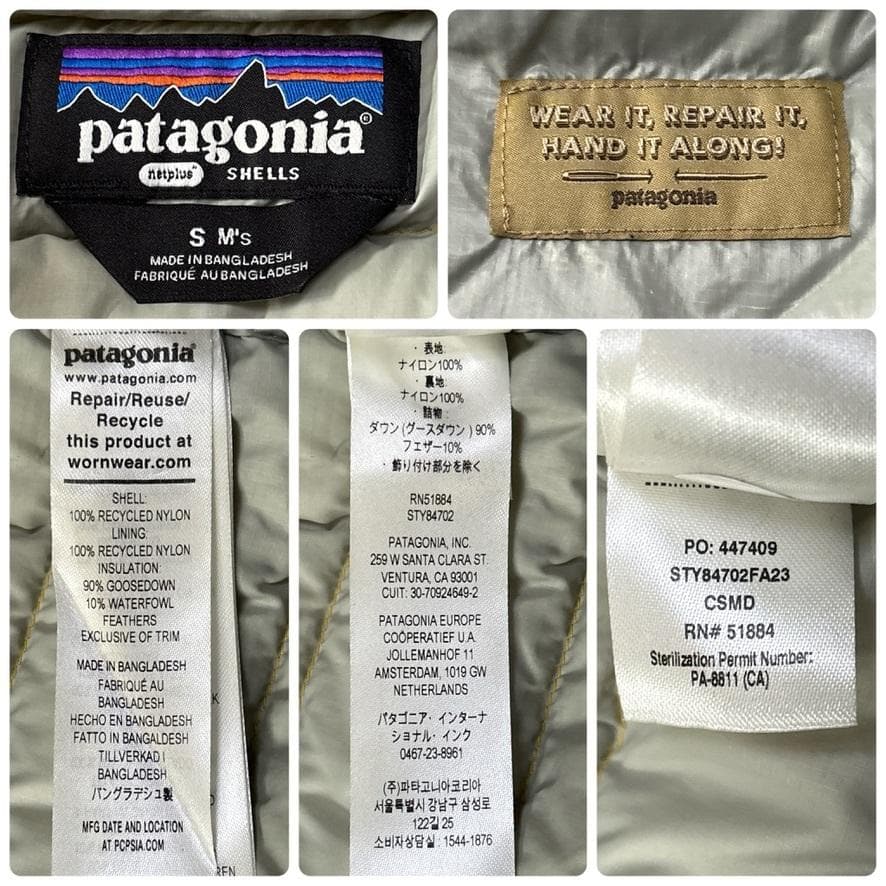 patagonia®
netplus® SHELLS
S M's
MADE IN BANGLADESH
FABRIQUÉ AU BANGLADESH
WEAR IT, REPAIR IT,
HAND IT ALONG!
patagonia
patagonia®
www.patagonia.com
Repair/Reuse/
Recycle
this product at
wornwear.com
SHELL:
100% RECYCLED NYLON
LINING:
100% RECYCLED NYLON
INSULATION:
90% GOOSEDOWN
10% WATERFOWL
FEATHERS
EXCLUSIVE OF TRIM
MADE IN BANGLADESH
FABRIQUÉ AU
BANGLADESH
HECHO EN BANGLADESH
FATTO IN BANGALDESH
TILLVERKAD I
BANGLADESH
バングラデシュ製
MFG DATE AND LOCATION
AT PCPSIA.COM
・表地:
ナイロン100%
・裏地:
ナイロン100%
・詰物:
ダウン (グースダウン) 90%
フェザー10%
・飾り付け部分を除く
RN51884
STY84702
PATAGONIA, INC.
259 W SANTA CLARA ST.
VENTURA, CA 93001
CUIT: 30-70924649-2
PATAGONIA EUROPE
COÖPERATIEF U.A.
JOLLEMANHOF 11
AMSTERDAM, 1019 GW
NETHERLANDS
パタゴニア・インターナ
ショナル・インク
0467-23-8961
(주)파타고니아코리아
서울특별시 강남구 삼성로
122길 25
소비자상담실: 1544-1876
PO: 447409
STY84702FA23
CSMD
RN# 51884
Sterilization Permit Number:
PA-8811 (CA)